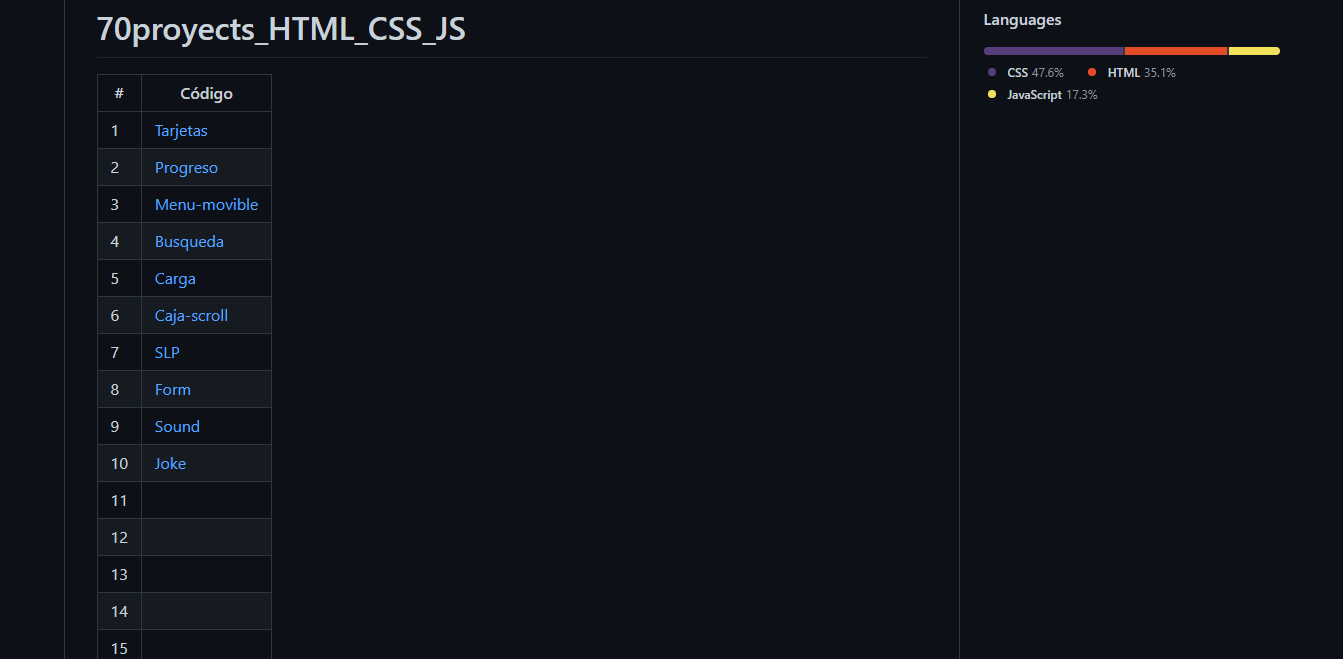 70proyects_HTML_CSS_JS
# Código
1 Tarjetas
2 Progreso
3 Menu-movible
4 Busqueda
5 Carga
6 Caja-scroll
7 SLP
8 Form
9 Sound
10 Joke
11
12
13
14
15
Languages
CSS 47.6% HTML 35.1%
JavaScript 17.3%